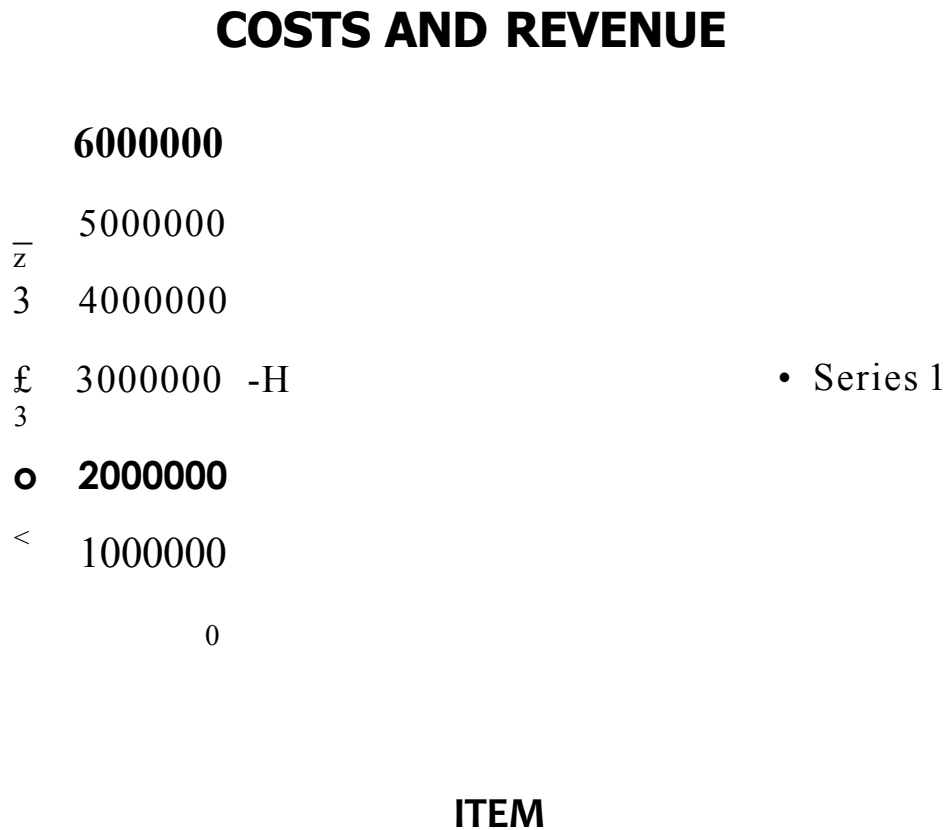 COSTS AND REVENUE
6000000
5000000
z
3 4000000
£ 3000000 -H
• Series 1
3
o 2000000
< 1000000
0
ITEM